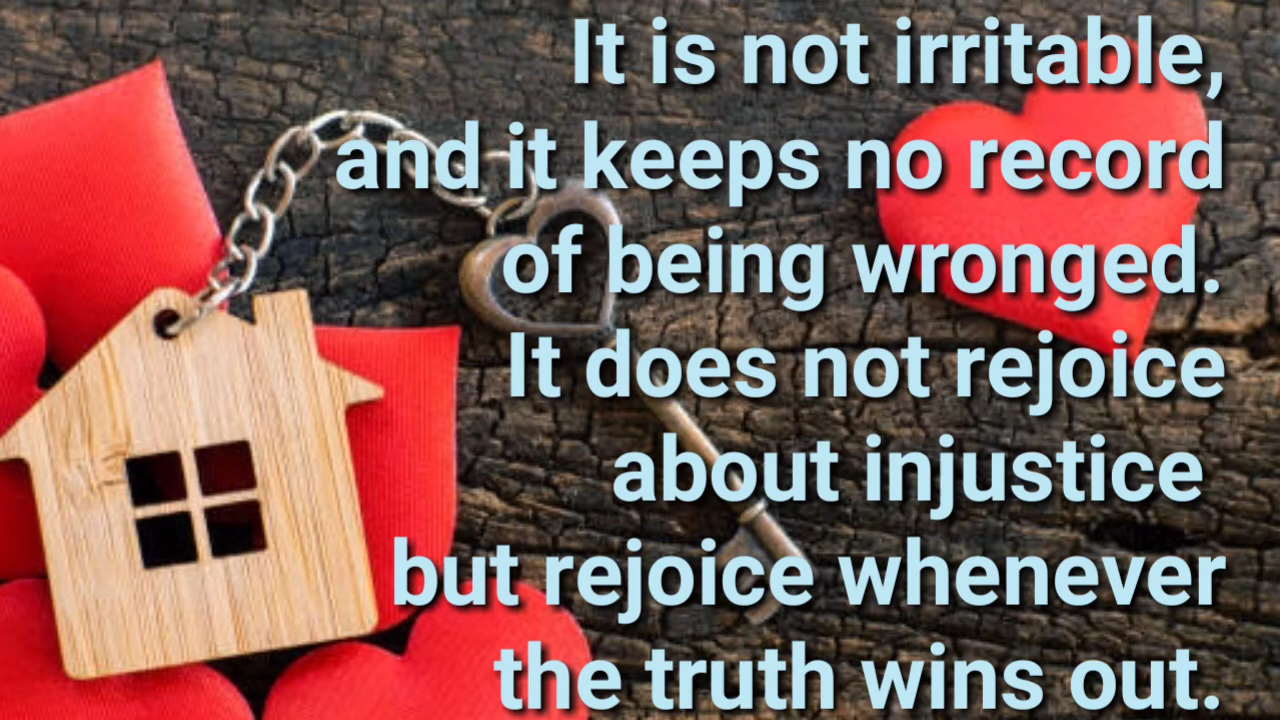 It is not irritable,
and it keeps no record
of being wronged.
It does not rejoice
about injustice
but rejoice whenever
the truth wins out.